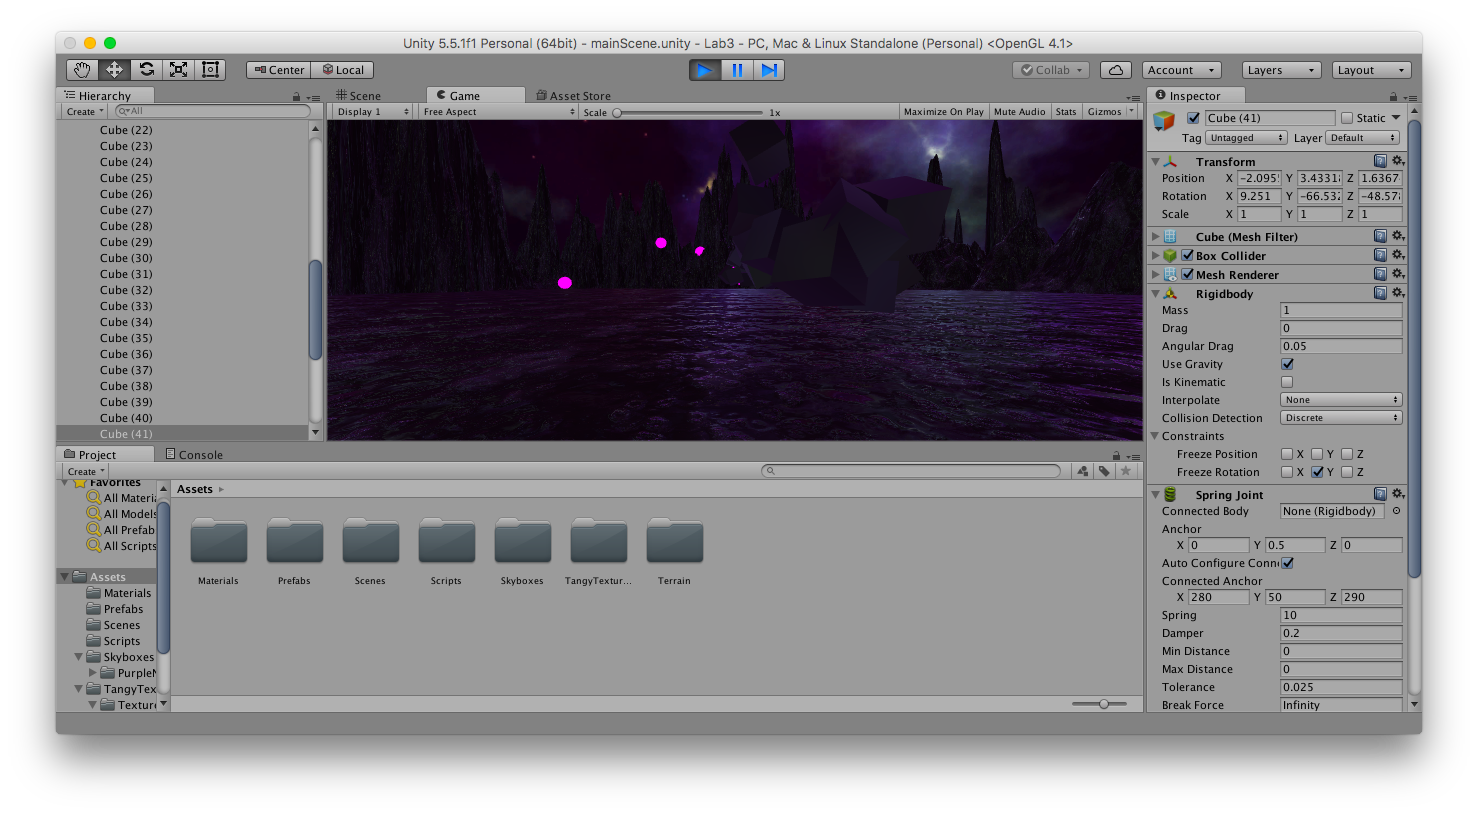 Unity 5.5.1f1 Personal (64bit) - mainScene.unity - Lab3 - PC, Mac & Linux Standalone (Personal) <OpenGL 4.1>
Center Local Collab Account Layers Layout
Hierarchy
Create All
Cube (22)
Cube (23)
Cube (24)
Cube (25)
Cube (26)
Cube (27)
Cube (28)
Cube (29)
Cube (30)
Cube (31)
Cube (32)
Cube (33)
Cube (34)
Cube (35)
Cube (36)
Cube (37)
Cube (38)
Cube (39)
Cube (40)
Cube (41)
Scene Game Asset Store
Display 1 Free Aspect Scale 1x Maximize On Play Mute Audio Stats Gizmos
Inspector
Cube (41) Static
Tag Untagged Layer Default
Transform
Position X -2.095 Y 3.4331 Z 1.6367
Rotation X 9.251 Y -66.532 Z -48.57
Scale X 1 Y 1 Z 1
Cube (Mesh Filter)
Box Collider
Mesh Renderer
Rigidbody
Mass 1
Drag 0
Angular Drag 0.05
Use Gravity
Is Kinematic
Interpolate None
Collision Detection Discrete
Constraints
Freeze Position X Y Z
Freeze Rotation X Y Z
Spring Joint
Connected Body None (Rigidbody)
Anchor
X 0 Y 0.5 Z 0
Auto Configure Conn
Connected Anchor
X 280 Y 50 Z 290
Spring 10
Damper 0.2
Min Distance 0
Max Distance 0
Tolerance 0.025
Break Force Infinity
Project Console
Create
Favorites
All Materia
All Models
All Prefab
All Scripts
Assets
Materials
Prefabs
Scenes
Scripts
Skyboxes
PurpleN
TangyTex
Texture
Assets
Materials Prefabs Scenes Scripts Skyboxes TangyTextur... Terrain